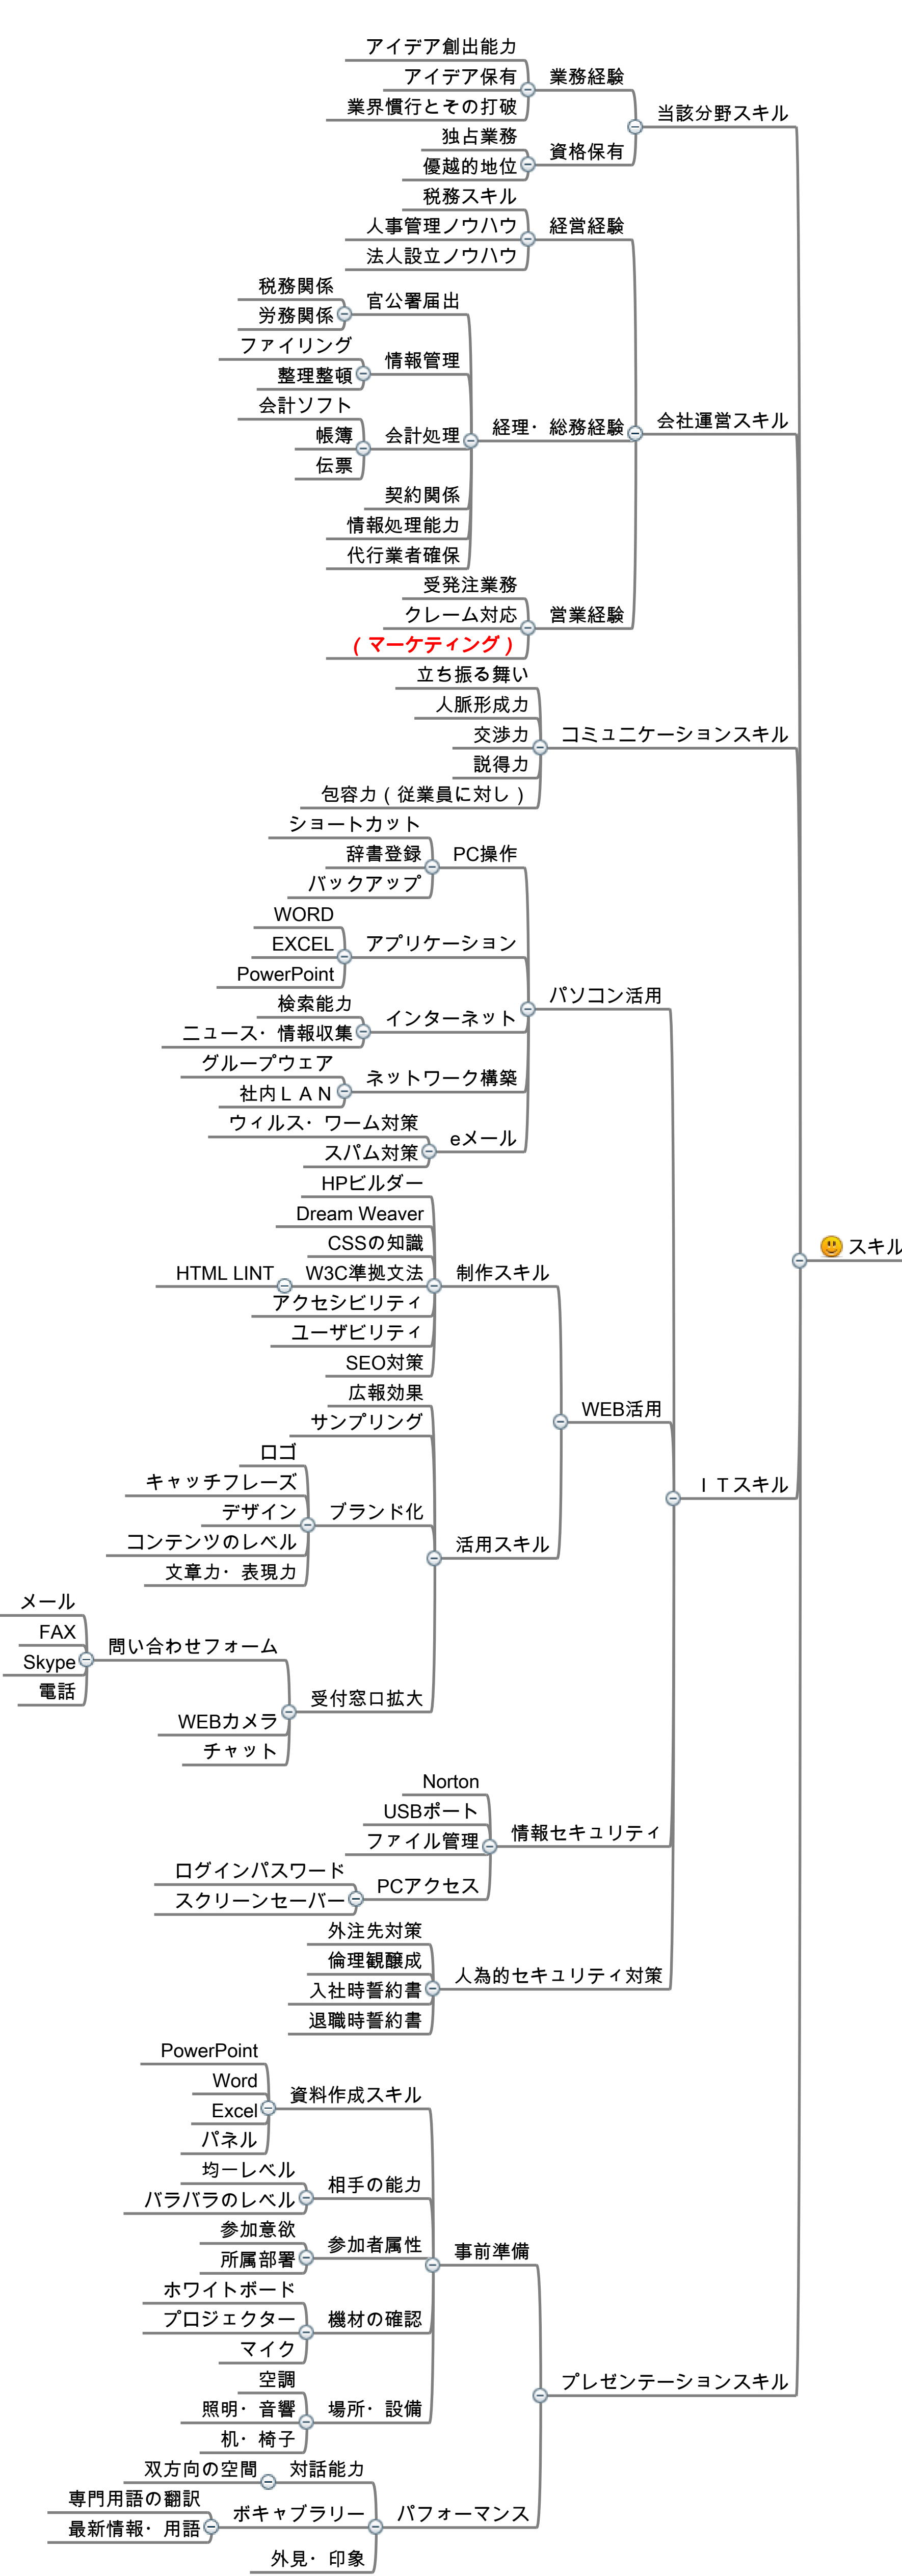 アイデア創出能力
アイデア保有
業界慣行とその打破
業務経験
独占業務
優越的地位
資格保有
当該分野スキル
税務スキル
人事管理ノウハウ
法人設立ノウハウ
経営経験
税務関係
労務関係
官公署届出
ファイリング
整理整頓
情報管理
会計ソフト
帳簿
伝票
会計処理
契約関係
情報処理能力
代行業者確保
経理・総務経験
受発注業務
クレーム対応
(マーケティング)
営業経験
会社運営スキル
立ち振る舞い
人脈形成力
交渉力
説得力
包容力(従業員に対し)
コミュニケーションスキル
ショートカット
辞書登録
バックアップ
PC操作
WORD
EXCEL
PowerPoint
アプリケーション
検索能力
ニュース・情報収集
インターネット
グループウェア
社内LAN
ネットワーク構築
ウィルス・ワーム対策
スパム対策
eメール
パソコン活用
HPビルダー
Dream Weaver
CSSの知識
HTML LINT
W3C準拠文法
アクセシビリティ
ユーザビリティ
SEO対策
制作スキル
広報効果
サンプリング
ロゴ
キャッチフレーズ
デザイン
コンテンツのレベル
文章力・表現力
ブランド化
メール
FAX
Skype
電話
問い合わせフォーム
WEBカメラ
チャット
受付窓口拡大
活用スキル
WEB活用
Norton
USBポート
ファイル管理
ログインパスワード
スクリーンセーバー
PCアクセス
情報セキュリティ
外注先対策
倫理観醸成
入社時誓約書
退職時誓約書
人為的セキュリティ対策
ITスキル
PowerPoint
Word
Excel
パネル
資料作成スキル
均一レベル
バラバラのレベル
相手の能力
参加意欲
所属部署
参加者属性
ホワイトボード
プロジェクター
マイク
機材の確認
空調
照明・音響
机・椅子
場所・設備
事前準備
双方向の空間
対話能力
専門用語の翻訳
最新情報・用語
ボキャブラリー
外見・印象
パフォーマンス
プレゼンテーションスキル
スキル